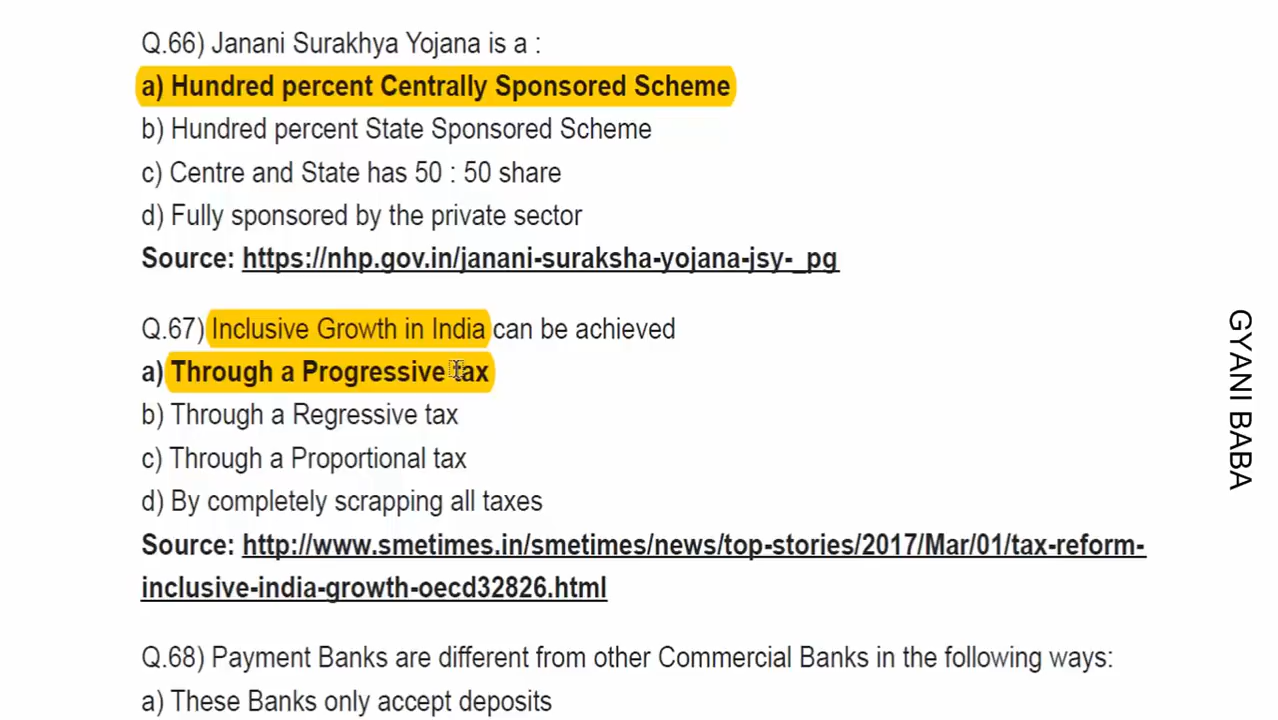 Q.66) Janani Surakhya Yojana is a :
a) Hundred percent Centrally Sponsored Scheme
b) Hundred percent State Sponsored Scheme
c) Centre and State has 50 : 50 share
d) Fully sponsored by the private sector
Source: https://nhp.gov.in/janani-suraksha-yojana-jsy-_pg
Q.67) Inclusive Growth in India can be achieved
a) Through a Progressive tax
b) Through a Regressive tax
c) Through a Proportional tax
d) By completely scrapping all taxes
Source: http://www.smetimes.in/smetimes/news/top-stories/2017/Mar/01/tax-reform-
inclusive-india-growth-oecd32826.html
Q.68) Payment Banks are different from other Commercial Banks in the following ways:
a) These Banks only accept deposits
GYANI BABA